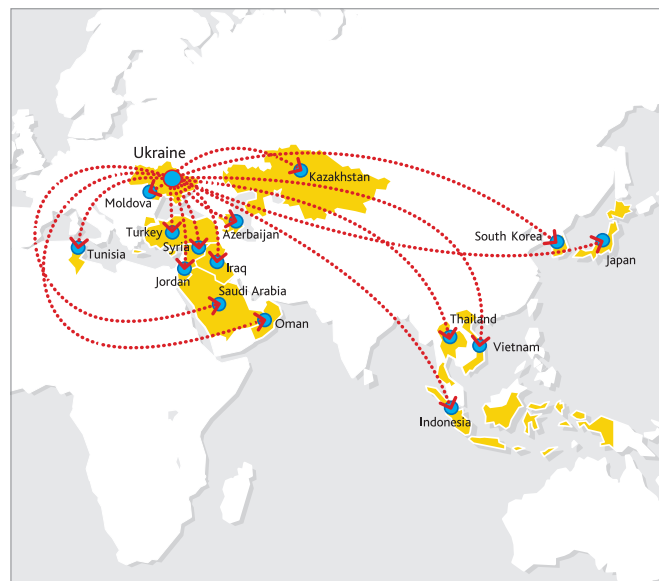 Ukraine
Kazakhstan
Moldova
Turkey
Azerbaijan
South Korea
Syria
Tunisia
Japan
Iraq
Jordan
Saudi Arabia
Thailand
Oman
Vietnam
Indonesia